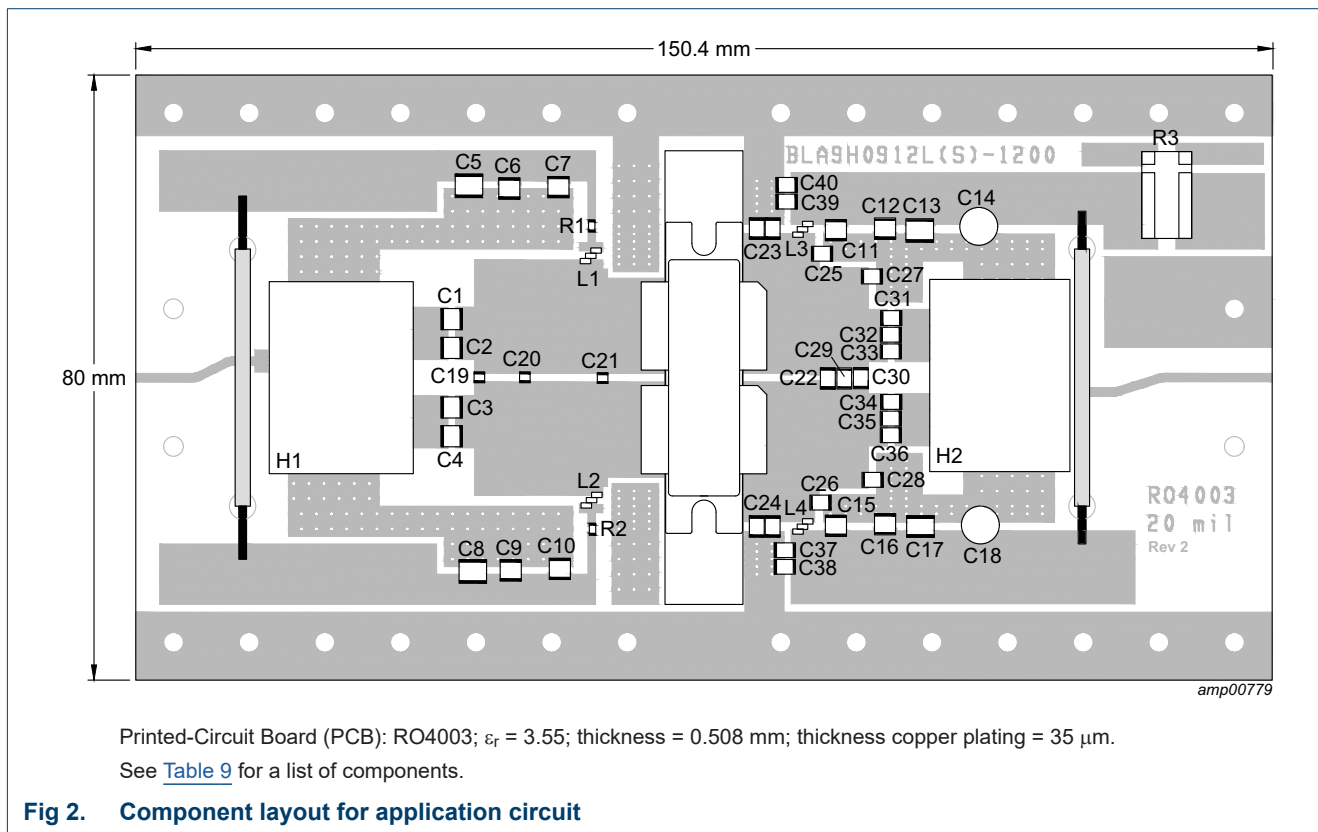 150.4 mm
80 mm
BLA9H0912L(S)-1200
R3
C5
C6
C7
C40
C39
C14
C12
C13
R1
C23
L3
C11
C25
L1
C27
C1
C31
C2
C32
C33
C29
C19
C20
C21
C22
C30
C3
C34
C35
C4
C36
H1
H2
L2
C28
C26
R2
C24
L4
C15
C16
C17
C18
RO4003
20 mil
Rev 2
C8
C9
C10
C37
C38
amp00779
Printed-Circuit Board (PCB): RO4003; εr = 3.55; thickness = 0.508 mm; thickness copper plating = 35 μm.
See Table 9 for a list of components.
Fig 2. Component layout for application circuit